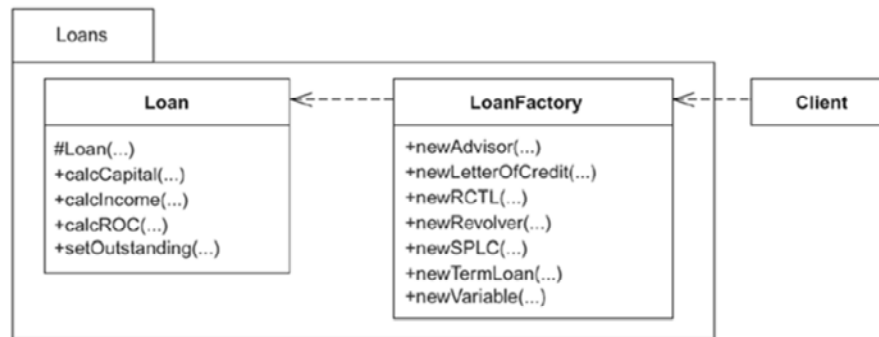 Loans
Loan
#Loan(...)
+calcCapital(...)
+calcIncome(...)
+calcROC(...)
+setOutstanding(...)
LoanFactory
+newAdvisor(...)
+newLetterOfCredit(...)
+newRCTL(...)
+newRevolver(...)
+newSPLC(...)
+newTermLoan(...)
+newVariable(...)
Client